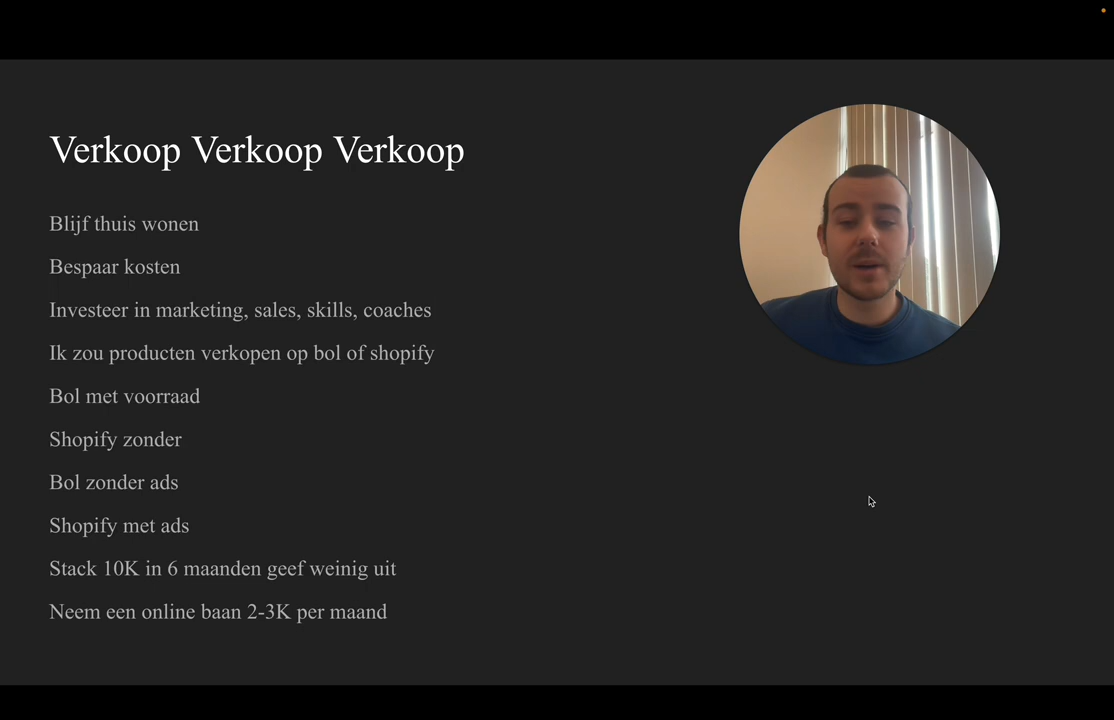 Verkoop Verkoop Verkoop
Blijf thuis wonen
Bespaar kosten
Investeer in marketing, sales, skills, coaches
Ik zou producten verkopen op bol of shopify
Bol met voorraad
Shopify zonder
Bol zonder ads
Shopify met ads
Stack 10K in 6 maanden geef weinig uit
Neem een online baan 2-3K per maand